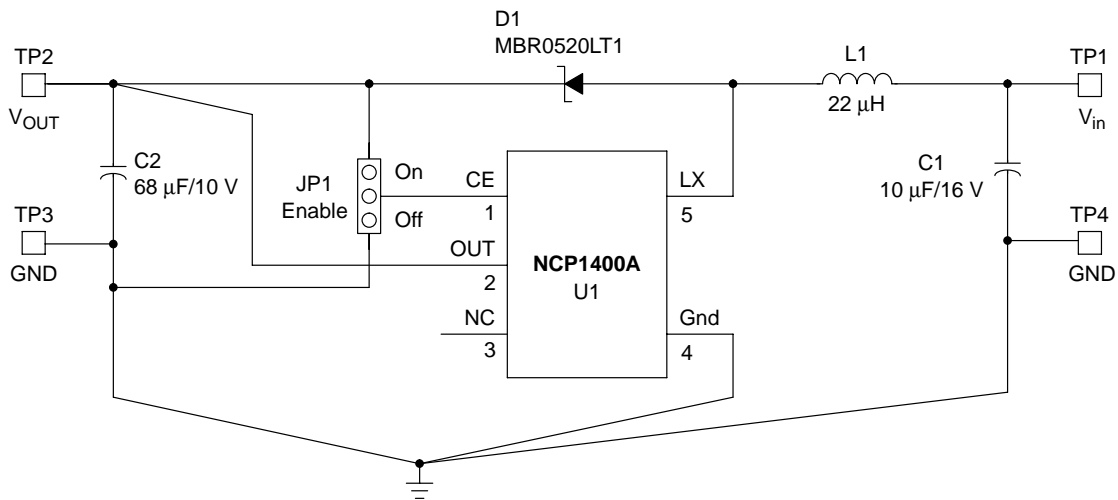 D1
MBR0520LT1
TP2
L1
TP1
V_OUT
22 μH
V_in
C2
68 μF/10 V
JP1
Enable
On
Off
CE
1
LX
5
C1
10 μF/16 V
TP3
GND
OUT
2
NCP1400A
U1
TP4
GND
NC
3
Gnd
4